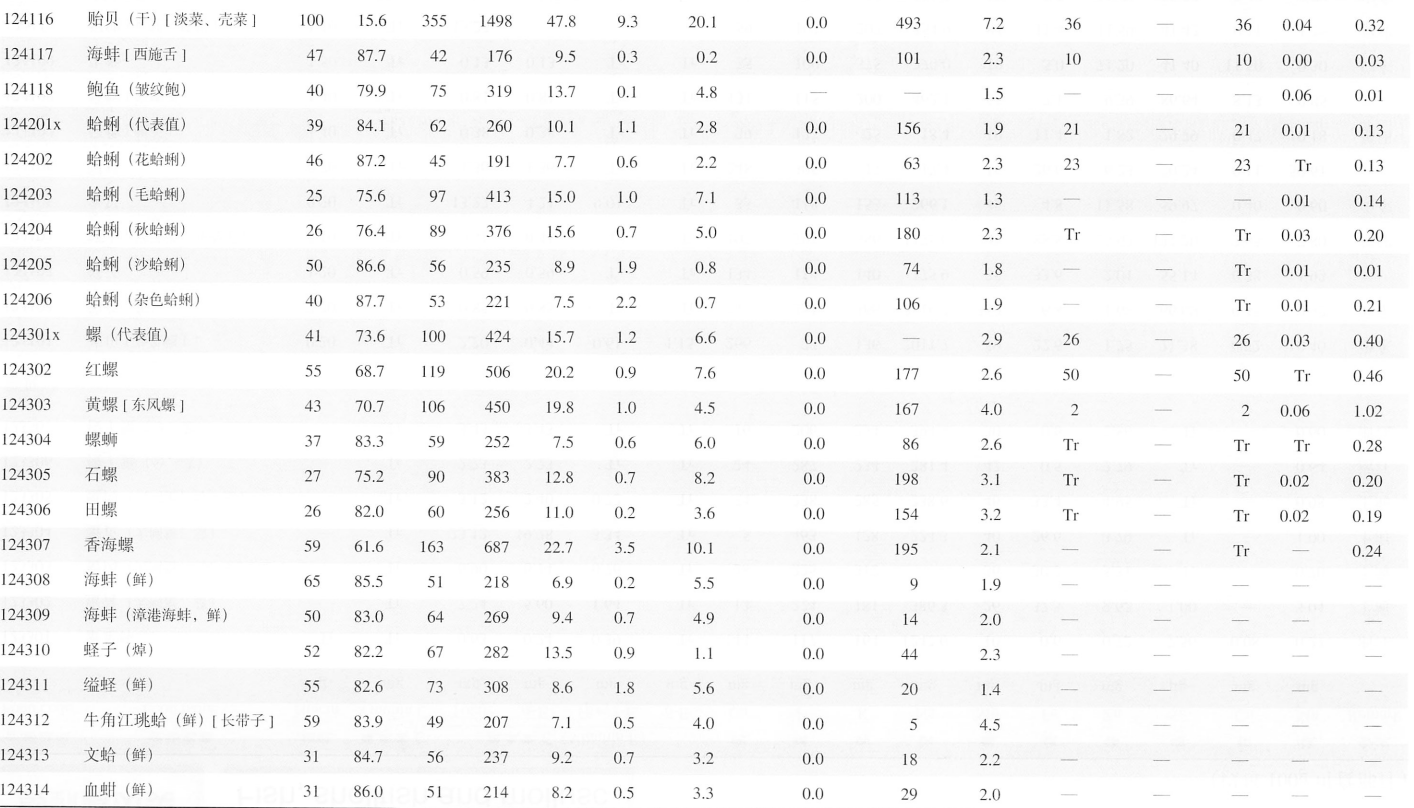 124116 贻贝（干）[淡菜、壳菜] 100 15.6 355 1498 47.8 9.3 20.1 0.0 493 7.2 36 — 36 0.04 0.32
124117 海蚌[西施舌] 47 87.7 42 176 9.5 0.3 0.2 0.0 101 2.3 10 — 10 0.00 0.03
124118 鲍鱼（皱纹鲍） 40 79.9 75 319 13.7 0.1 4.8 — — 1.5 — — — 0.06 0.01
124201x 蛤蜊（代表值） 39 84.1 62 260 10.1 1.1 2.8 0.0 156 1.9 21 — 21 0.01 0.13
124202 蛤蜊（花蛤蜊） 46 87.2 45 191 7.7 0.6 2.2 0.0 63 2.3 23 — 23 Tr 0.13
124203 蛤蜊（毛蛤蜊） 25 75.6 97 413 15.0 1.0 7.1 0.0 113 1.3 — — Tr 0.01 0.14
124204 蛤蜊（秋蛤蜊） 26 76.4 89 376 15.6 0.7 5.0 0.0 180 2.3 Tr — Tr 0.03 0.20
124205 蛤蜊（沙蛤蜊） 50 86.6 56 235 8.9 1.9 0.8 0.0 74 1.8 — — Tr 0.01 0.01
124206 蛤蜊（杂色蛤蜊） 40 87.7 53 221 7.5 2.2 0.7 0.0 106 1.9 — — Tr 0.01 0.21
124301x 螺（代表值） 41 73.6 100 424 15.7 1.2 6.6 0.0 — 2.9 26 — 26 0.03 0.40
124302 红螺 55 68.7 119 506 20.2 0.9 7.6 0.0 177 2.6 50 — 50 Tr 0.46
124303 黄螺[东风螺] 43 70.7 106 450 19.8 1.0 4.5 0.0 167 4.0 2 — 2 0.06 1.02
124304 螺蛳 37 83.3 59 252 7.5 0.6 6.0 0.0 86 2.6 Tr — Tr Tr 0.28
124305 石螺 27 75.2 90 383 12.8 0.7 8.2 0.0 198 3.1 Tr — Tr 0.02 0.20
124306 田螺 26 82.0 60 256 11.0 0.2 3.6 0.0 154 3.2 Tr — Tr 0.02 0.19
124307 香海螺 59 61.6 163 687 22.7 3.5 10.1 0.0 195 2.1 — — Tr — 0.24
124308 海蚌（鲜） 65 85.5 51 218 6.9 0.2 5.5 0.0 9 1.9 — — — — —
124309 海蚌（漳港海蚌，鲜） 50 83.0 64 269 9.4 0.7 4.9 0.0 14 2.0 — — — — —
124310 蛏子（焯） 52 82.2 67 282 13.5 0.9 1.1 0.0 44 2.3 — — — — —
124311 缢蛏（鲜） 55 82.6 73 308 8.6 1.8 5.6 0.0 20 1.4 — — — — —
124312 牛角江珧蛤（鲜）[长带子] 59 83.9 49 207 7.1 0.5 4.0 0.0 5 4.5 — — — — —
124313 文蛤（鲜） 31 84.7 56 237 9.2 0.7 3.2 0.0 18 2.2 — — — — —
124314 血蚶（鲜） 31 86.0 51 214 8.2 0.5 3.3 0.0 29 2.0 — — — — —